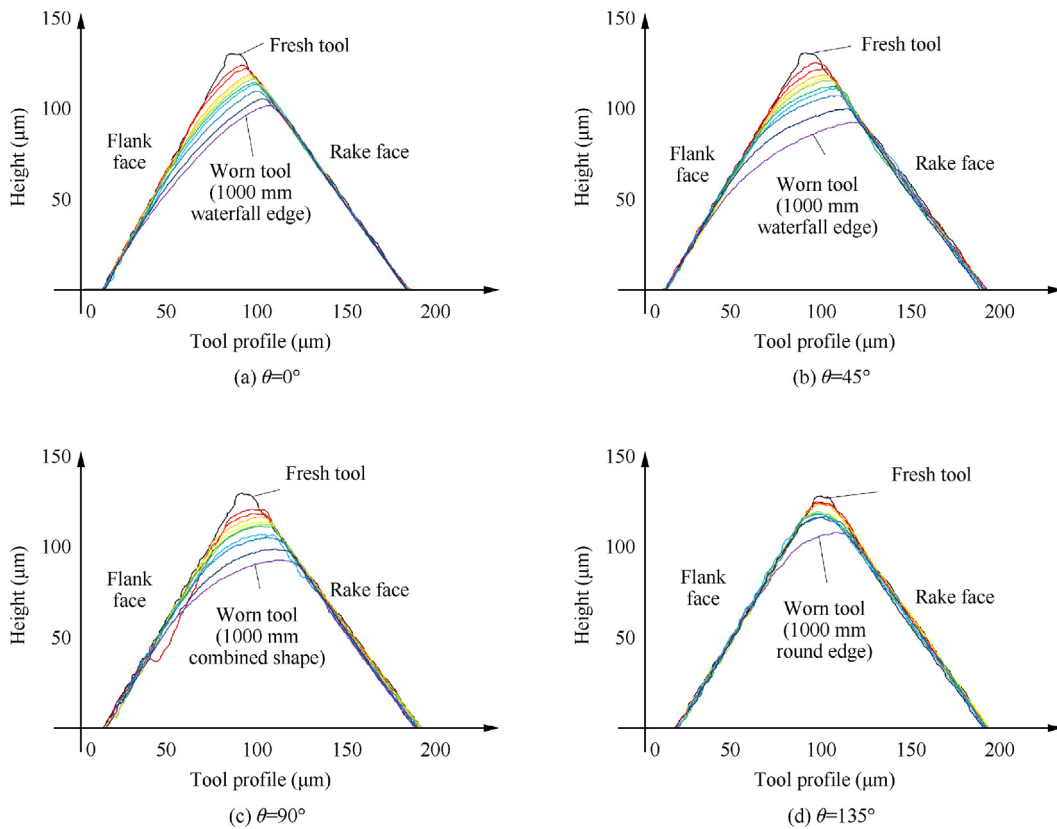 150
Fresh tool
100
Height (μm)
Flank
face
Rake face
Worn tool
(1000 mm
waterfall edge)
50
0 50 100 150 200
Tool profile (μm)
(a) θ=0°
150
Fresh tool
100
Height (μm)
Flank
face
Rake face
Worn tool
(1000 mm
waterfall edge)
50
0 50 100 150 200
Tool profile (μm)
(b) θ=45°
150
Fresh tool
100
Height (μm)
Flank
face
Rake face
Worn tool
(1000 mm
combined shape)
50
0 50 100 150 200
Tool profile (μm)
(c) θ=90°
150
Fresh tool
100
Height (μm)
Flank
face
Rake face
Worn tool
(1000 mm
round edge)
50
0 50 100 150 200
Tool profile (μm)
(d) θ=135°